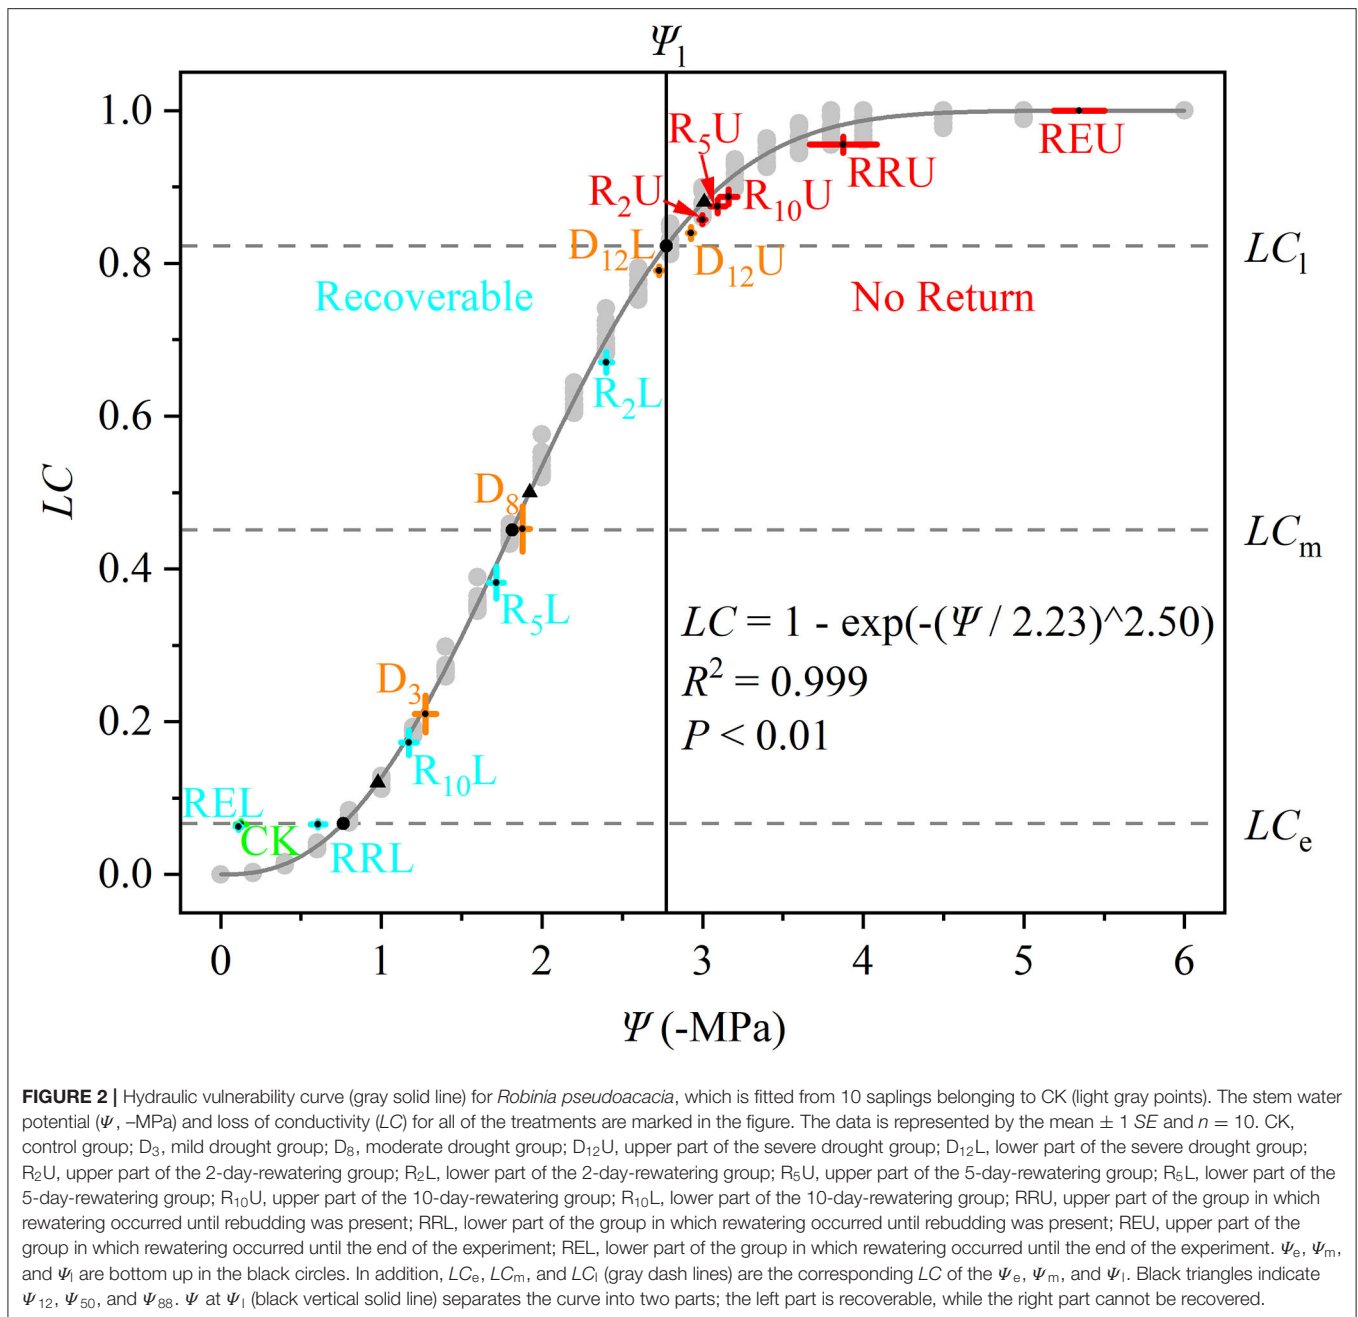 Ψl
1.0
R5U
REU
RRU
R2U
R10U
D12L
D12U
LCl
0.8
Recoverable
No Return
R2L
0.6
LC
D8
LCm
0.4
R5L
LC = 1 - exp(-(Ψ / 2.23)^2.50)
R² = 0.999
P < 0.01
D3
0.2
R10L
REL
CK
RRL
LCe
0.0
0 1 2 3 4 5 6
Ψ (-MPa)
FIGURE 2 | Hydraulic vulnerability curve (gray solid line) for Robinia pseudoacacia, which is fitted from 10 saplings belonging to CK (light gray points). The stem water
potential (Ψ, –MPa) and loss of conductivity (LC) for all of the treatments are marked in the figure. The data is represented by the mean ± 1 SE and n = 10. CK,
control group; D3, mild drought group; D8, moderate drought group; D12U, upper part of the severe drought group; D12L, lower part of the severe drought group;
R2U, upper part of the 2-day-rewatering group; R2L, lower part of the 2-day-rewatering group; R5U, upper part of the 5-day-rewatering group; R5L, lower part of the
5-day-rewatering group; R10U, upper part of the 10-day-rewatering group; R10L, lower part of the 10-day-rewatering group; RRU, upper part of the group in which
rewatering occurred until rebudding was present; RRL, lower part of the group in which rewatering occurred until rebudding was present; REU, upper part of the
group in which rewatering occurred until the end of the experiment; REL, lower part of the group in which rewatering occurred until the end of the experiment. Ψe, Ψm,
and Ψl are bottom up in the black circles. In addition, LCe, LCm, and LCl (gray dash lines) are the corresponding LC of the Ψe, Ψm, and Ψl. Black triangles indicate
Ψ12, Ψ50, and Ψ88. Ψ at Ψl (black vertical solid line) separates the curve into two parts; the left part is recoverable, while the right part cannot be recovered.